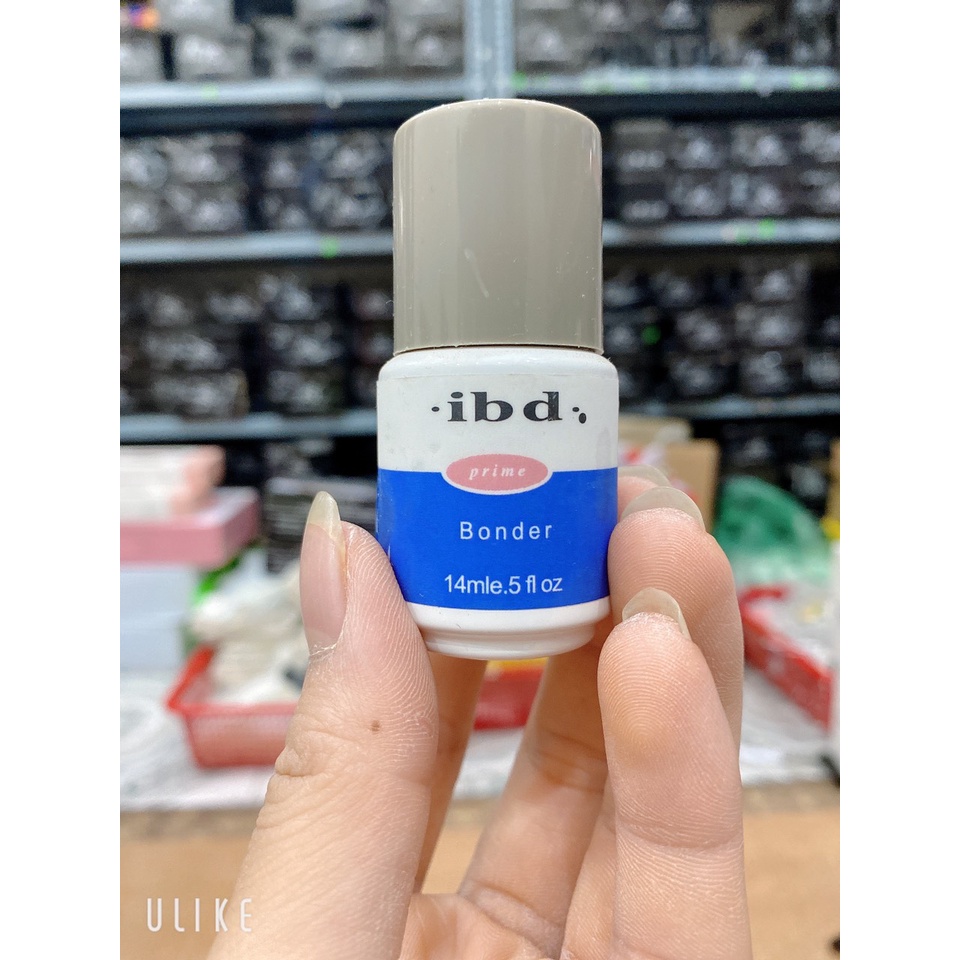 ibd
prime
Bonder
14mle.5 fl oz
ULIKE